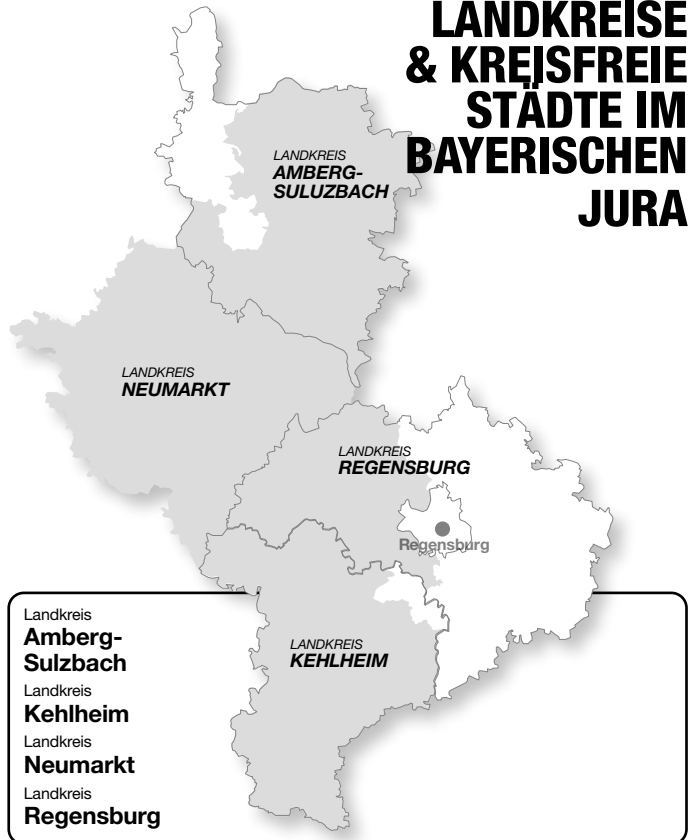 LANDKREISE
& KREISFREIE
STÄDTE IM
BAYERISCHEN
JURA
LANDKREIS
AMBERG-
SULUZBACH
LANDKREIS
NEUMARKT
LANDKREIS
REGENSBURG
Regensburg
LANDKREIS
KEHLHEIM
Landkreis
Amberg-
Sulzbach
Landkreis
Kehlheim
Landkreis
Neumarkt
Landkreis
Regensburg